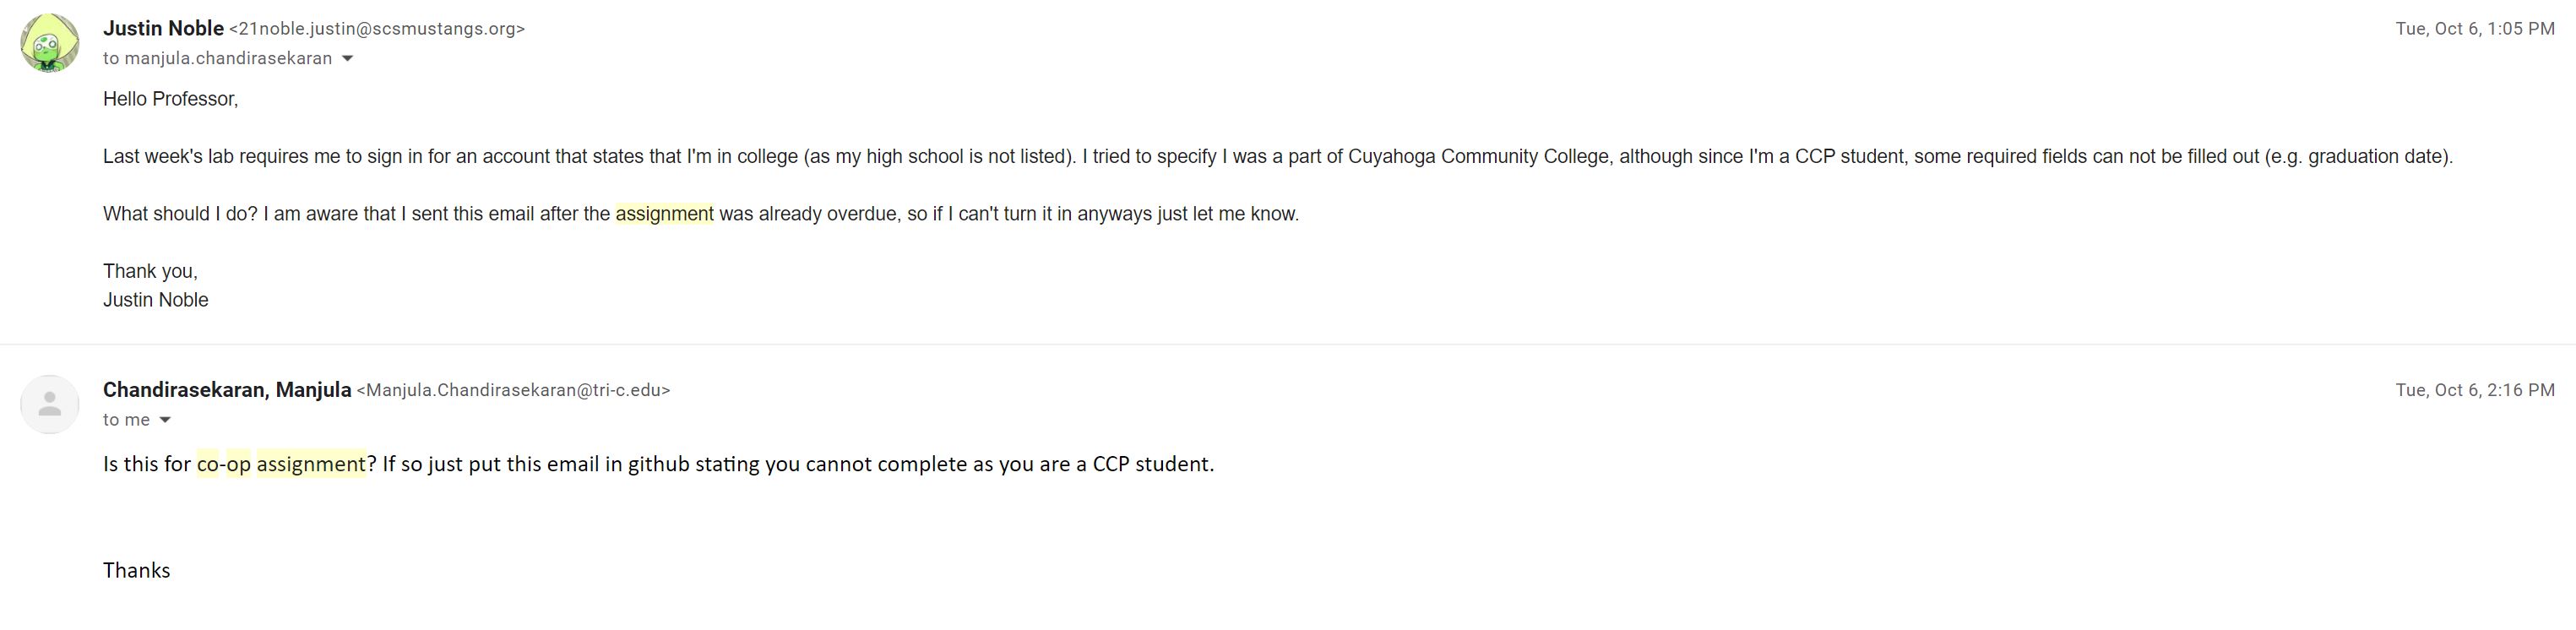 Justin Noble <21noble.justin@scsmustangs.org> Tue, Oct 6, 1:05 PM
to manjula.chandirasekaran
Hello Professor,
Last week's lab requires me to sign in for an account that states that I'm in college (as my high school is not listed). I tried to specify I was a part of Cuyahoga Community College, although since I'm a CCP student, some required fields can not be filled out (e.g. graduation date).
What should I do? I am aware that I sent this email after the assignment was already overdue, so if I can't turn it in anyways just let me know.
Thank you,
Justin Noble
Chandirasekaran, Manjula <Manjula.Chandirasekaran@tri-c.edu> Tue, Oct 6, 2:16 PM
to me
Is this for co-op assignment? If so just put this email in github stating you cannot complete as you are a CCP student.
Thanks